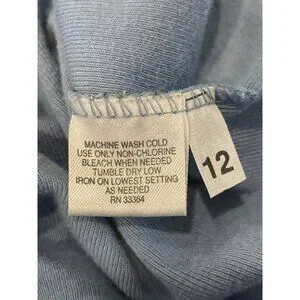 MACHINE WASH COLD
USE ONLY NON-CHLORINE
BLEACH WHEN NEEDED
TUMBLE DRY LOW
IRON ON LOWEST SETTING
AS NEEDED
RN 33364
12